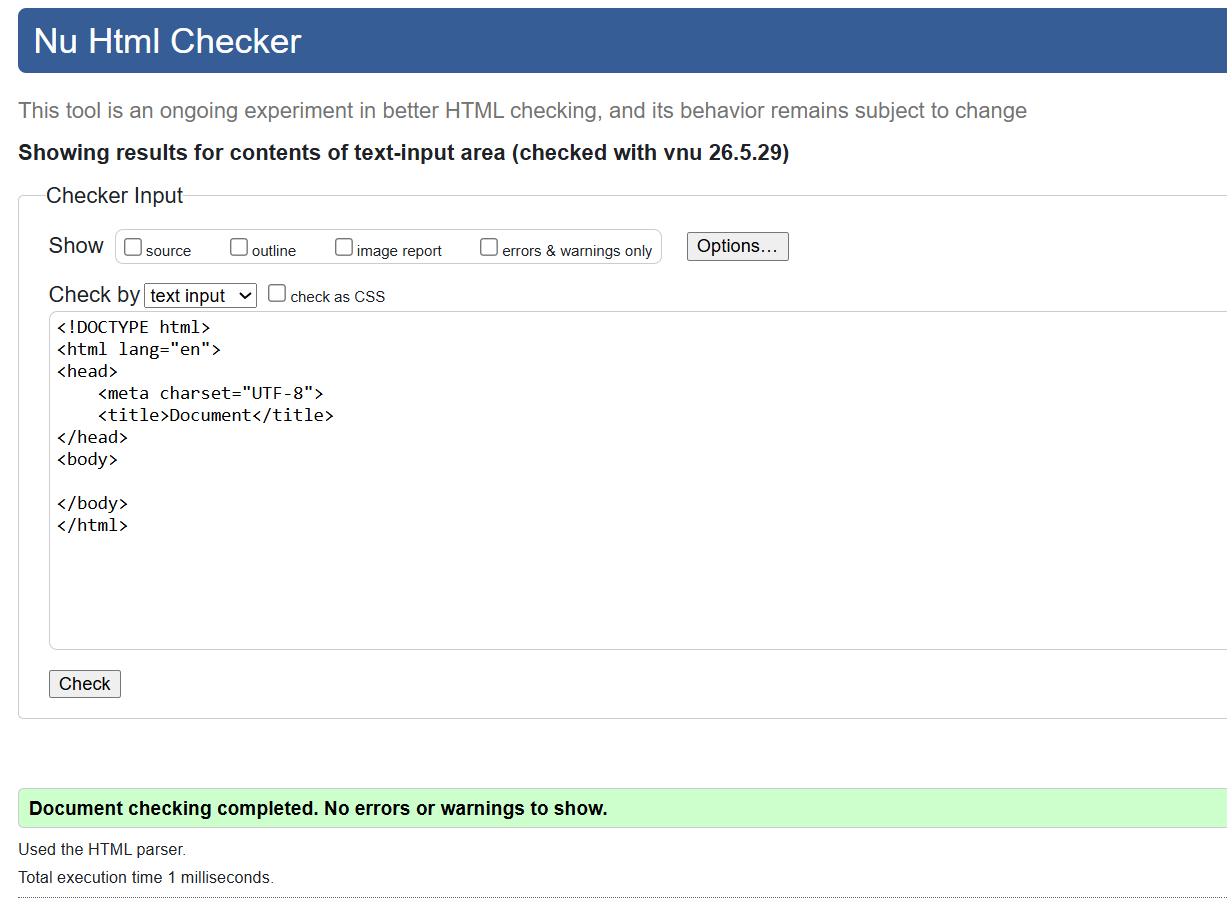 Nu Html Checker
This tool is an ongoing experiment in better HTML checking, and its behavior remains subject to change
Showing results for contents of text-input area (checked with vnu 26.5.29)
Checker Input
Show source outline image report errors & warnings only Options...
Check by text input check as CSS
<!DOCTYPE html>
<html lang="en">
<head>
    <meta charset="UTF-8">
    <title>Document</title>
</head>
<body>

</body>
</html>
Check
Document checking completed. No errors or warnings to show.
Used the HTML parser.
Total execution time 1 milliseconds.